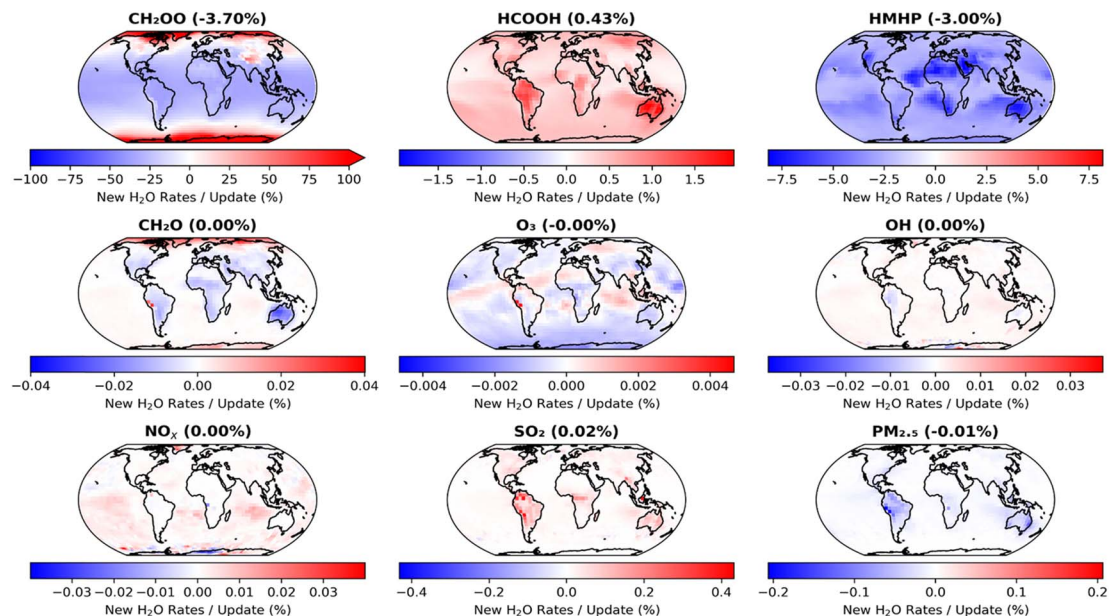 CH₂OO (-3.70%)
HCOOH (0.43%)
HMHP (-3.00%)
−100 −75 −50 −25 0 25 50 75 100
−1.5 −1.0 −0.5 0.0 0.5 1.0 1.5
−7.5 −5.0 −2.5 0.0 2.5 5.0 7.5
New H₂O Rates / Update (%)
New H₂O Rates / Update (%)
New H₂O Rates / Update (%)
CH₂O (0.00%)
O₃ (-0.00%)
OH (0.00%)
−0.04 −0.02 0.00 0.02 0.04
−0.004 −0.002 0.000 0.002 0.004
−0.03 −0.02 −0.01 0.00 0.01 0.02 0.03
New H₂O Rates / Update (%)
New H₂O Rates / Update (%)
New H₂O Rates / Update (%)
NOₓ (0.00%)
SO₂ (0.02%)
PM₂.₅ (-0.01%)
−0.03 −0.02 −0.01 0.00 0.01 0.02 0.03
−0.4 −0.2 0.0 0.2 0.4
−0.2 −0.1 0.0 0.1 0.2
New H₂O Rates / Update (%)
New H₂O Rates / Update (%)
New H₂O Rates / Update (%)